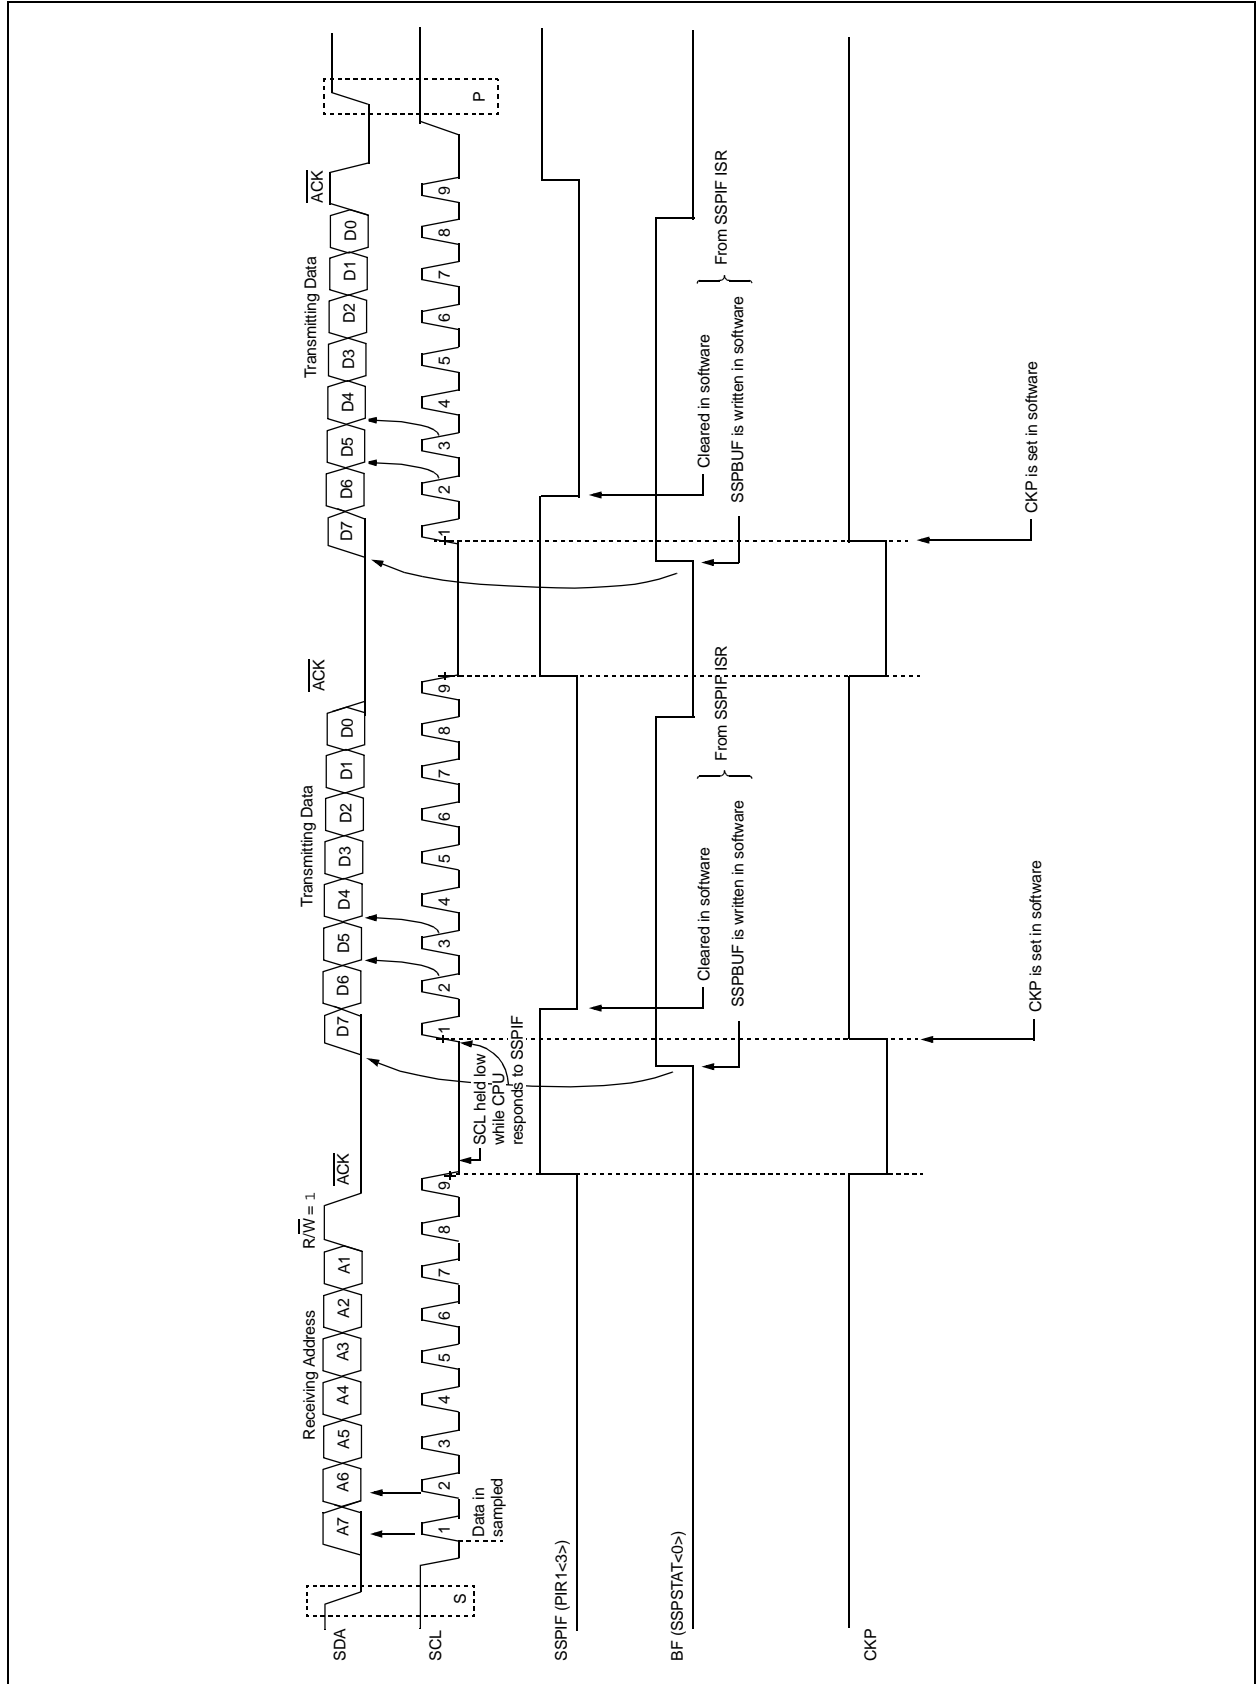 Receiving Address
R/W̅ = 1
A̅C̅K̅
Transmitting Data
A̅C̅K̅
Transmitting Data
A̅C̅K̅
SDA
A7 A6 A5 A4 A3 A2 A1
D7 D6 D5 D4 D3 D2 D1 D0
D7 D6 D5 D4 D3 D2 D1 D0
SCL
S
1 2 3 4 5 6 7 8 9
1 2 3 4 5 6 7 8 9
1 2 3 4 5 6 7 8 9
P
Data in
sampled
SCL held low
while CPU
responds to SSPIF
SSPIF (PIR1<3>)
BF (SSPSTAT<0>)
Cleared in software
From SSPIF ISR
SSPBUF is written in software
Cleared in software
From SSPIF ISR
SSPBUF is written in software
CKP
CKP is set in software
CKP is set in software